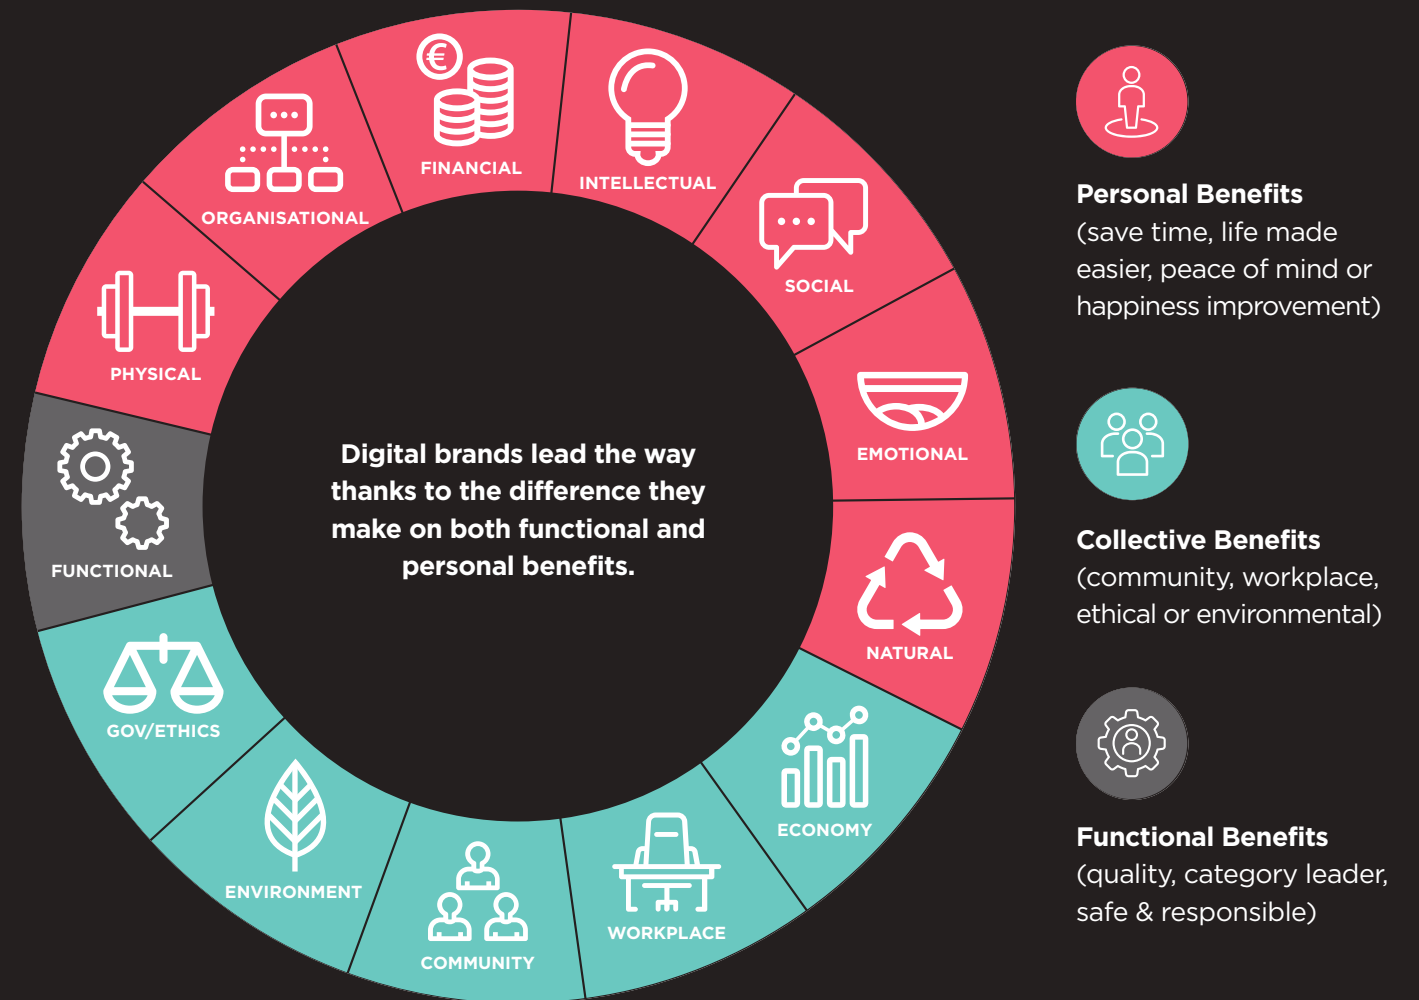 FINANCIAL
INTELLECTUAL
ORGANISATIONAL
SOCIAL
PHYSICAL
EMOTIONAL
FUNCTIONAL
NATURAL
GOV/ETHICS
ECONOMY
ENVIRONMENT
WORKPLACE
COMMUNITY
€
Digital brands lead the way
thanks to the difference they
make on both functional and
personal benefits.
Personal Benefits
(save time, life made
easier, peace of mind or
happiness improvement)
Collective Benefits
(community, workplace,
ethical or environmental)
Functional Benefits
(quality, category leader,
safe & responsible)